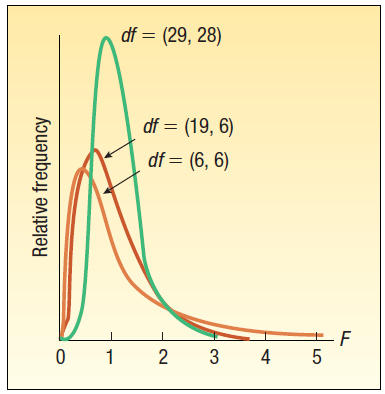 df = (29, 28)
df = (19, 6)
df = (6, 6)
Relative frequency
F
0 1 2 3 4 5